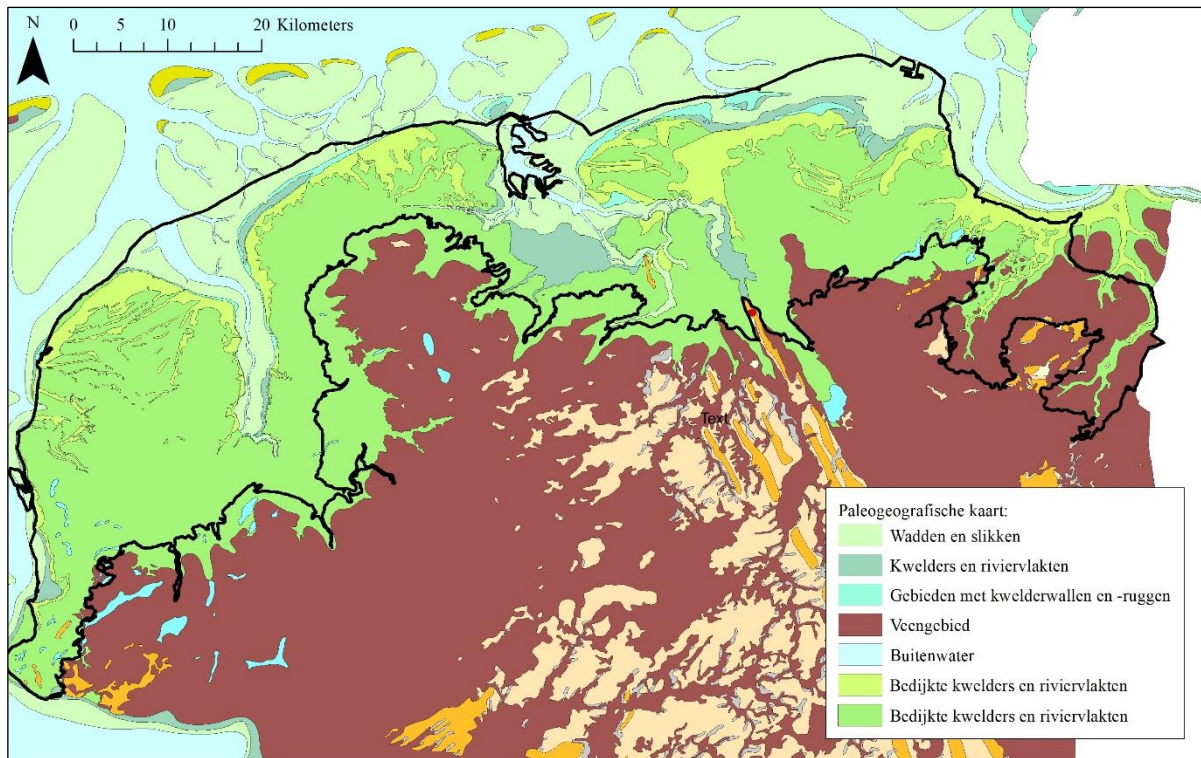 N
0 5 10 20 Kilometers
Text
Paleogeografische kaart:
Wadden en slikken
Kwelders en riviervlakten
Gebieden met kwelderwallen en -ruggen
Veengebied
Buitenwater
Bedijkte kwelders en riviervlakten
Bedijkte kwelders en riviervlakten